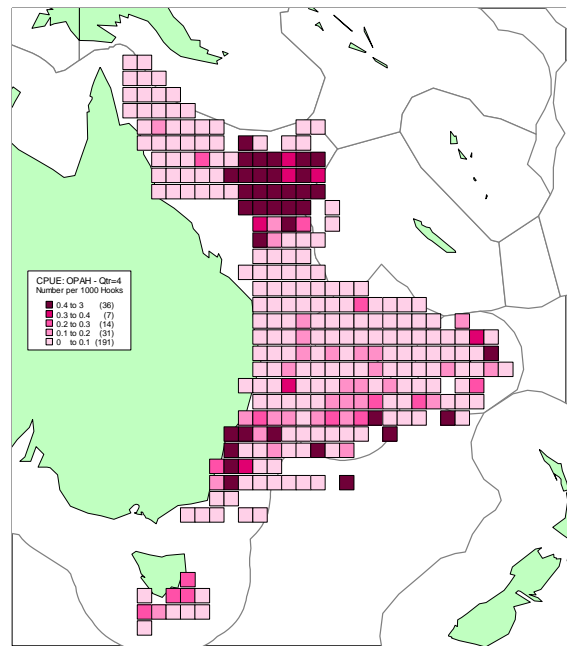 CPUE: OPAH - Qtr=4
Number per 1000 Hooks
0.4 to 3 (36)
0.3 to 0.4 (7)
0.2 to 0.3 (14)
0.1 to 0.2 (31)
0 to 0.1 (191)